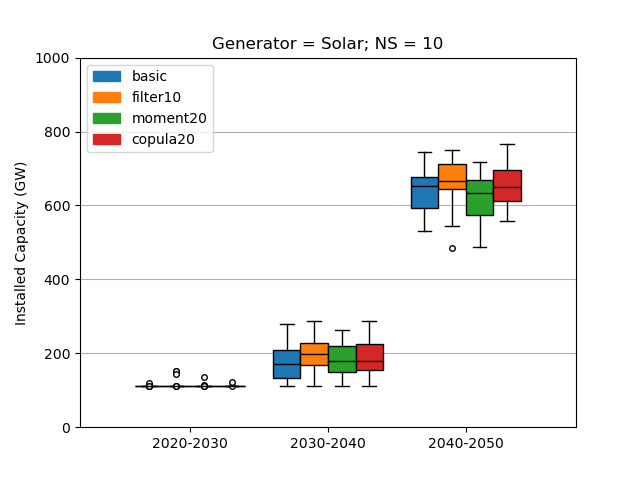 Generator = Solar; NS = 10
Installed Capacity (GW)
1000
800
600
400
200
0
basic
filter10
moment20
copula20
2020-2030
2030-2040
2040-2050